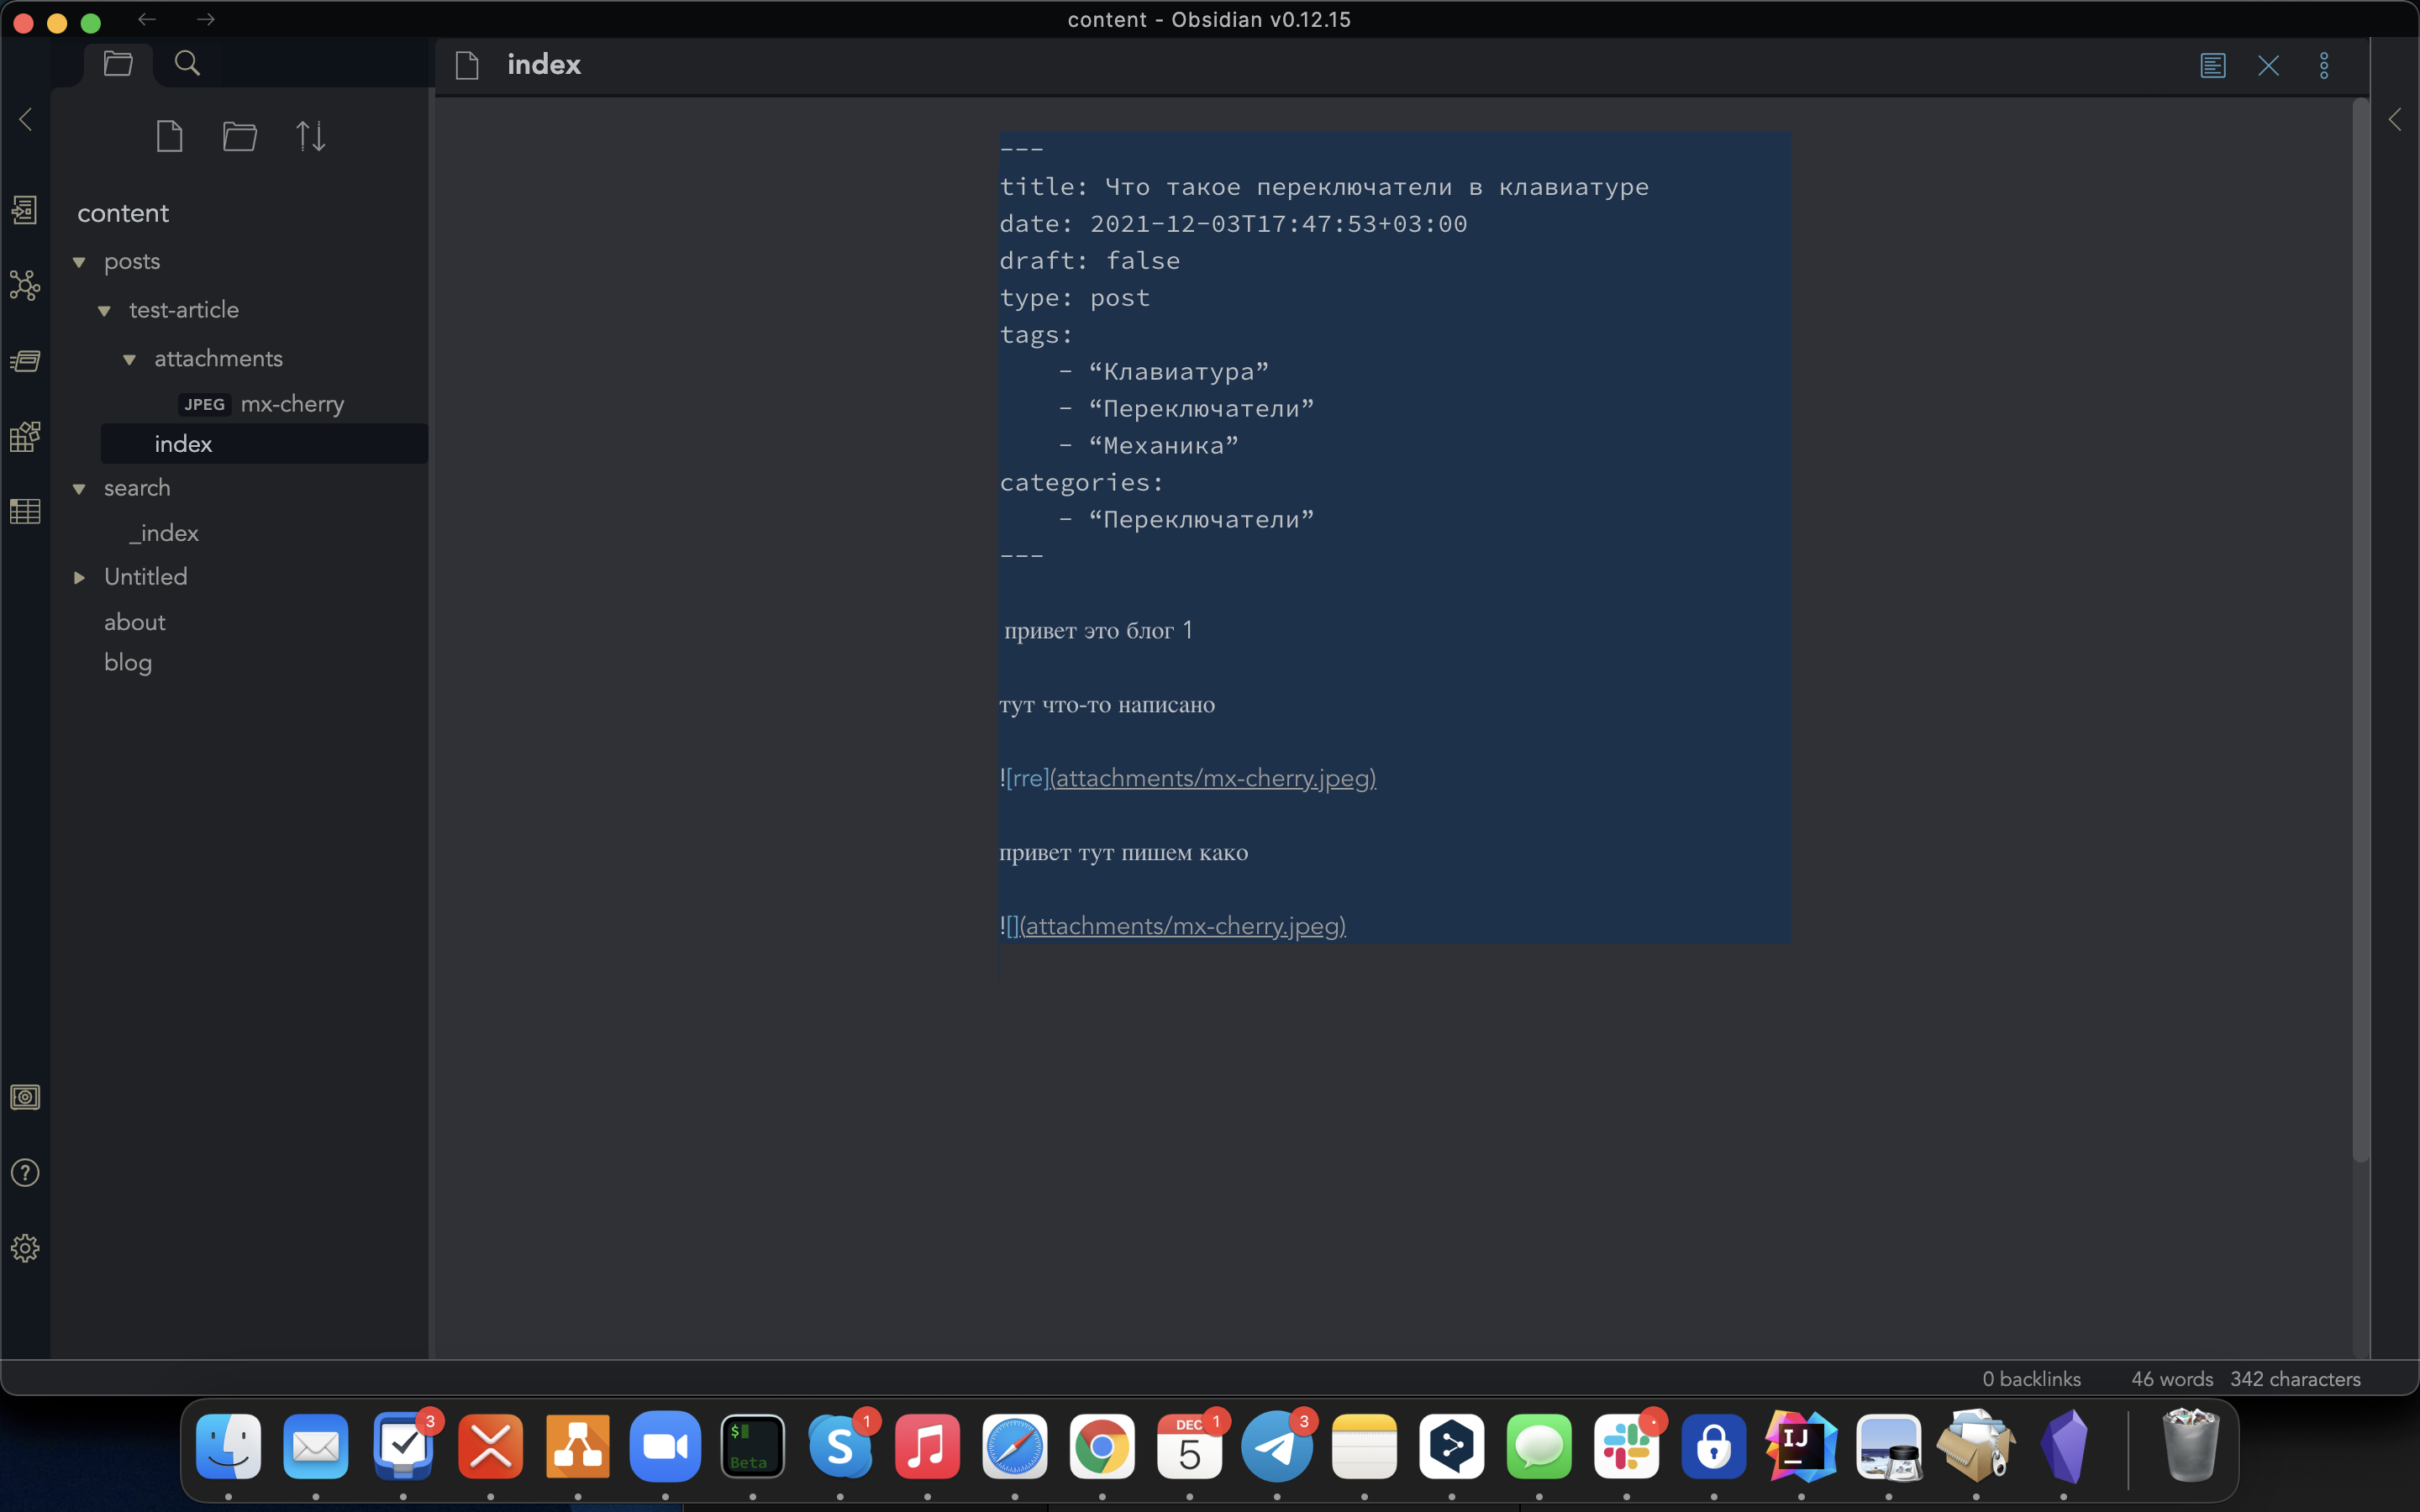 content - Obsidian v0.12.15
index
content
posts
test-article
attachments
JPEG mx-cherry
index
search
_index
Untitled
about
blog
---
title: Что такое переключатели в клавиатуре
date: 2021-12-03T17:47:53+03:00
draft: false
type: post
tags:
- “Клавиатура”
- “Переключатели”
- “Механика”
categories:
- “Переключатели”
---
привет это блог 1
тут что-то написано
![rre](attachments/mx-cherry.jpeg)
привет тут пишем како
![](attachments/mx-cherry.jpeg)
0 backlinks 46 words 342 characters
3
$
Beta
S
1
DEC
5
1
3
IJ